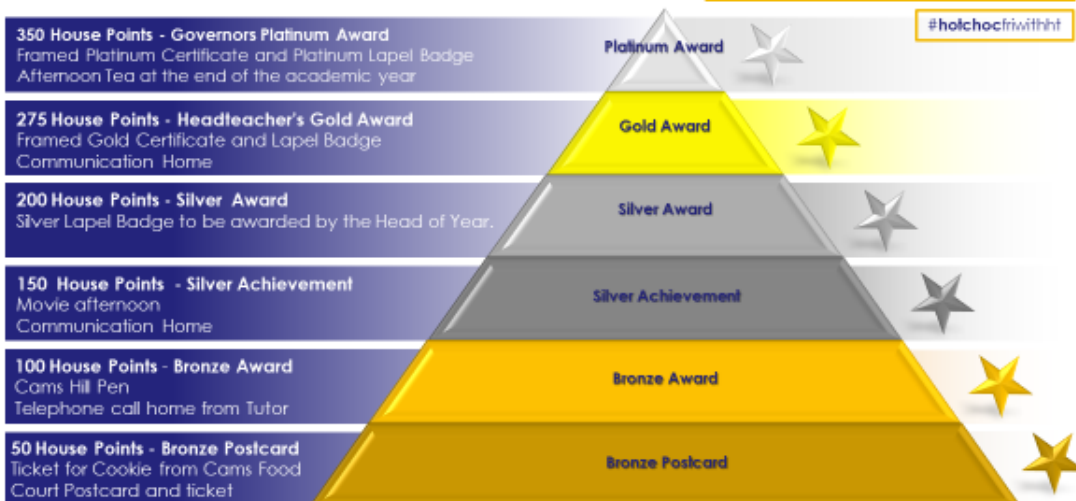 #hotchocfriwithht
350 House Points - Governors Platinum Award
Framed Platinum Certificate and Platinum Lapel Badge
Afternoon Tea at the end of the academic year
Platinum Award
275 House Points - Headteacher's Gold Award
Framed Gold Certificate and Lapel Badge
Communication Home
Gold Award
200 House Points - Silver Award
Silver Lapel Badge to be awarded by the Head of Year.
Silver Award
150 House Points - Silver Achievement
Movie afternoon
Communication Home
Silver Achievement
100 House Points - Bronze Award
Cams Hill Pen
Telephone call home from Tutor
Bronze Award
50 House Points - Bronze Postcard
Ticket for Cookie from Cams Food
Court Postcard and ticket
Bronze Postcard